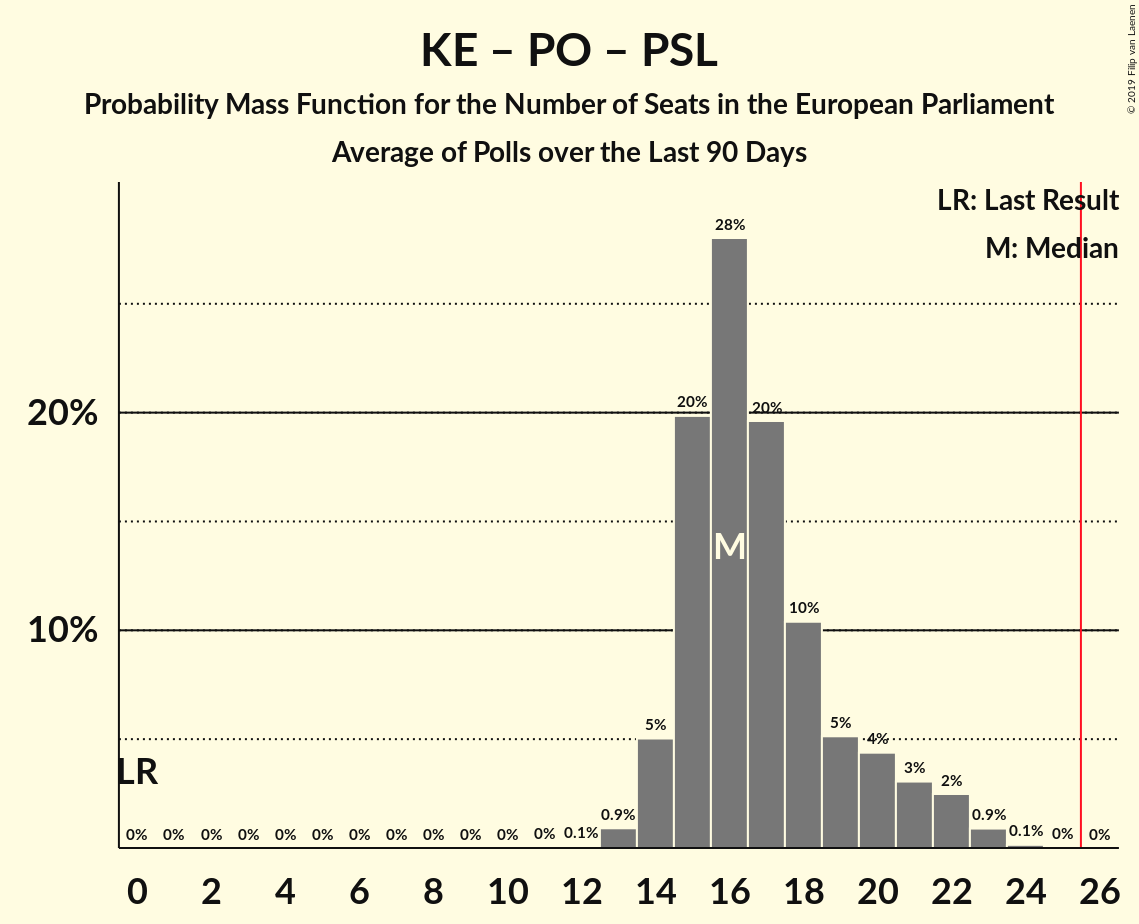 KE – PO – PSL
Probability Mass Function for the Number of Seats in the European Parliament
Average of Polls over the Last 90 Days
© 2019 Filip van Laenen
LR: Last Result
M: Median
28%
20%
20% 20%
M
10%
10%
5% 5% 4%
LR
3% 2%
0.9% 0.9%
0% 0% 0% 0% 0% 0% 0% 0% 0% 0% 0% 0% 0.1% 0.1% 0% 0%
0 2 4 6 8 10 12 14 16 18 20 22 24 26